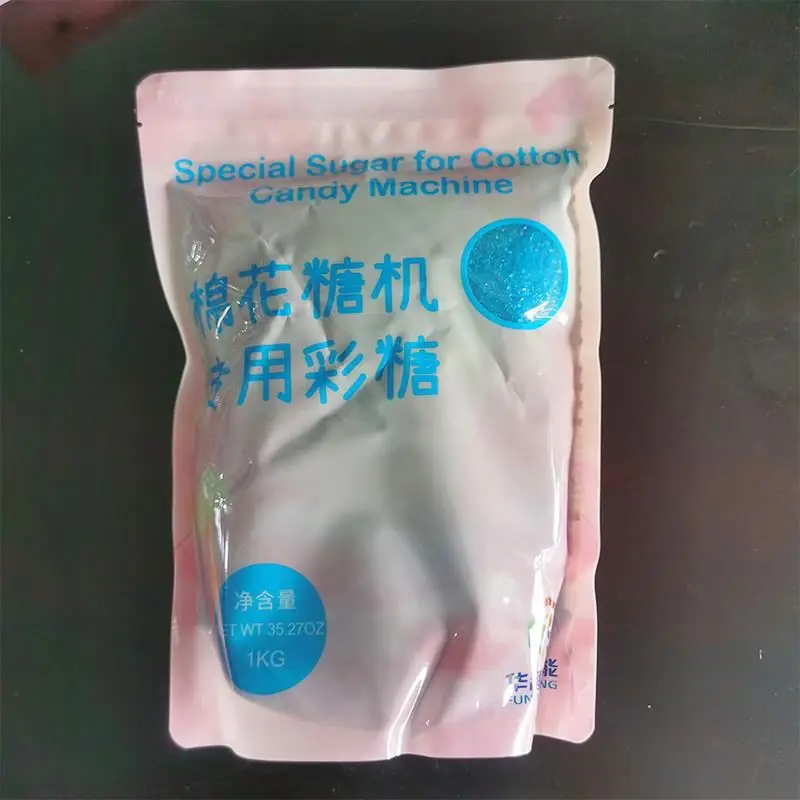 Special Sugar for Cotton
Candy Machine
棉花糖机
用彩糖
净含量
WT 35.27OZ
1KG
华